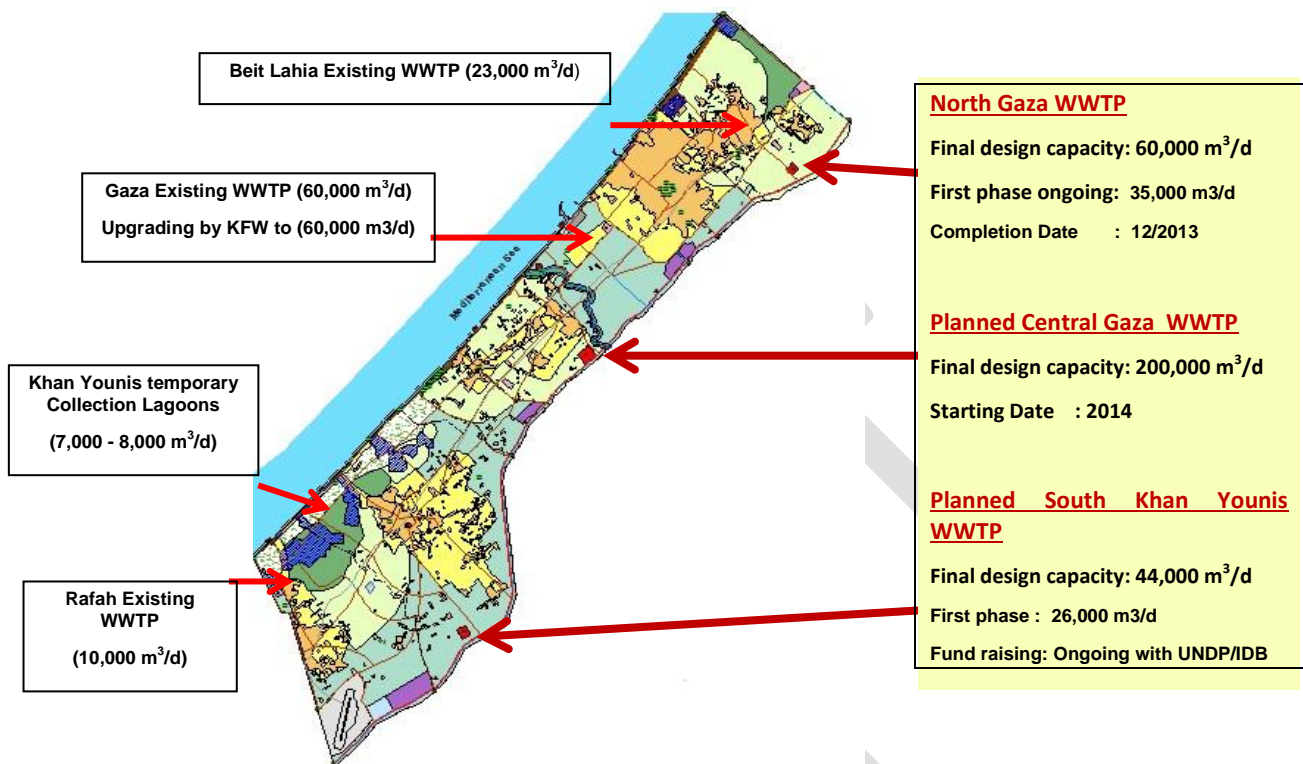 Beit Lahia Existing WWTP (23,000 m³/d)
Gaza Existing WWTP (60,000 m³/d)
Upgrading by KFW to (60,000 m3/d)
Khan Younis temporary
Collection Lagoons
(7,000 - 8,000 m³/d)
Rafah Existing
WWTP
(10,000 m³/d)
Mediterranean Sea
North Gaza WWTP
Final design capacity: 60,000 m³/d
First phase ongoing: 35,000 m3/d
Completion Date : 12/2013
Planned Central Gaza WWTP
Final design capacity: 200,000 m³/d
Starting Date : 2014
Planned South Khan Younis
WWTP
Final design capacity: 44,000 m³/d
First phase : 26,000 m3/d
Fund raising: Ongoing with UNDP/IDB